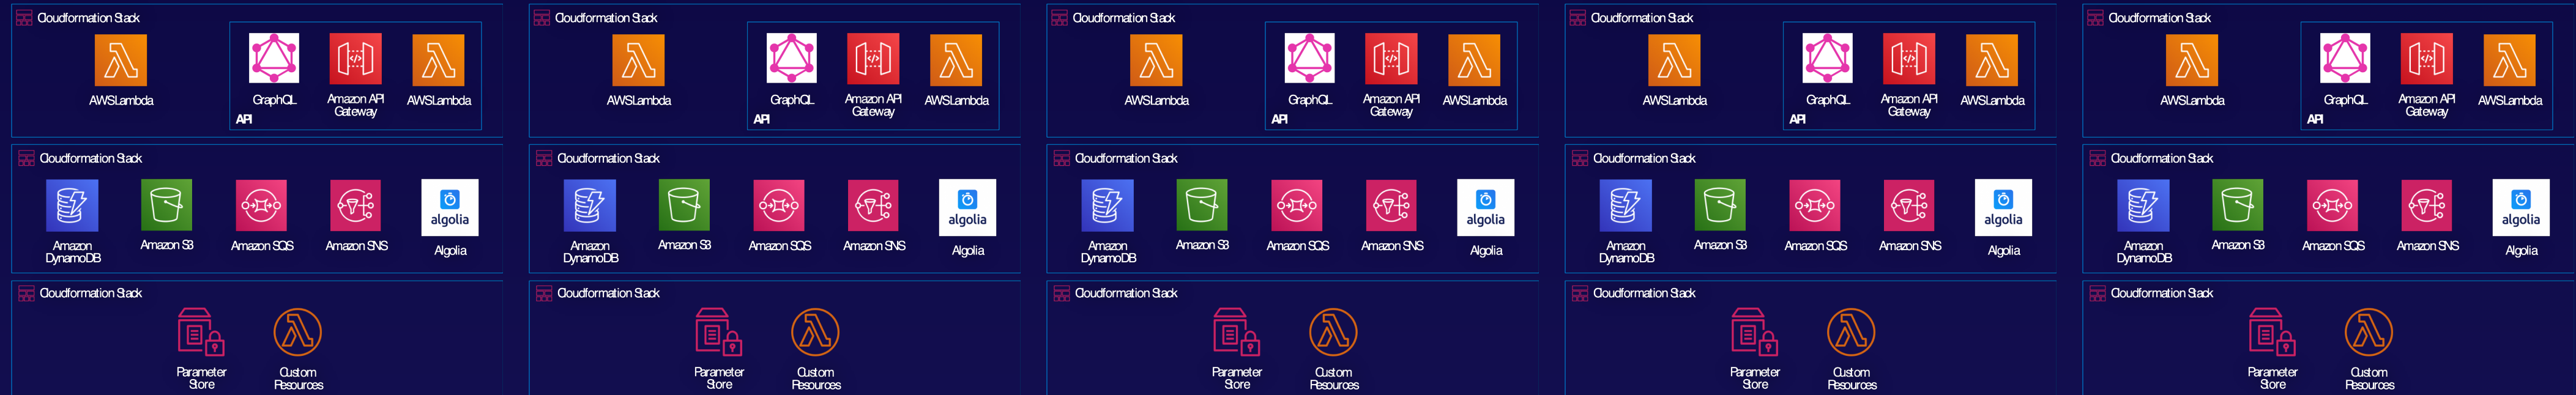 Cloudformation Stack
AWS Lambda
GraphQL
Amazon API
Gateway
AWS Lambda
API
Cloudformation Stack
Amazon
DynamoDB
Amazon S3
Amazon SQS
Amazon SNS
algolia
Algolia
Cloudformation Stack
Parameter
Store
Custom
Resources
Cloudformation Stack
AWS Lambda
GraphQL
Amazon API
Gateway
AWS Lambda
API
Cloudformation Stack
Amazon
DynamoDB
Amazon S3
Amazon SQS
Amazon SNS
algolia
Algolia
Cloudformation Stack
Parameter
Store
Custom
Resources
Cloudformation Stack
AWS Lambda
GraphQL
Amazon API
Gateway
AWS Lambda
API
Cloudformation Stack
Amazon
DynamoDB
Amazon S3
Amazon SQS
Amazon SNS
algolia
Algolia
Cloudformation Stack
Parameter
Store
Custom
Resources
Cloudformation Stack
AWS Lambda
GraphQL
Amazon API
Gateway
AWS Lambda
API
Cloudformation Stack
Amazon
DynamoDB
Amazon S3
Amazon SQS
Amazon SNS
algolia
Algolia
Cloudformation Stack
Parameter
Store
Custom
Resources
Cloudformation Stack
AWS Lambda
GraphQL
Amazon API
Gateway
AWS Lambda
API
Cloudformation Stack
Amazon
DynamoDB
Amazon S3
Amazon SQS
Amazon SNS
algolia
Algolia
Cloudformation Stack
Parameter
Store
Custom
Resources